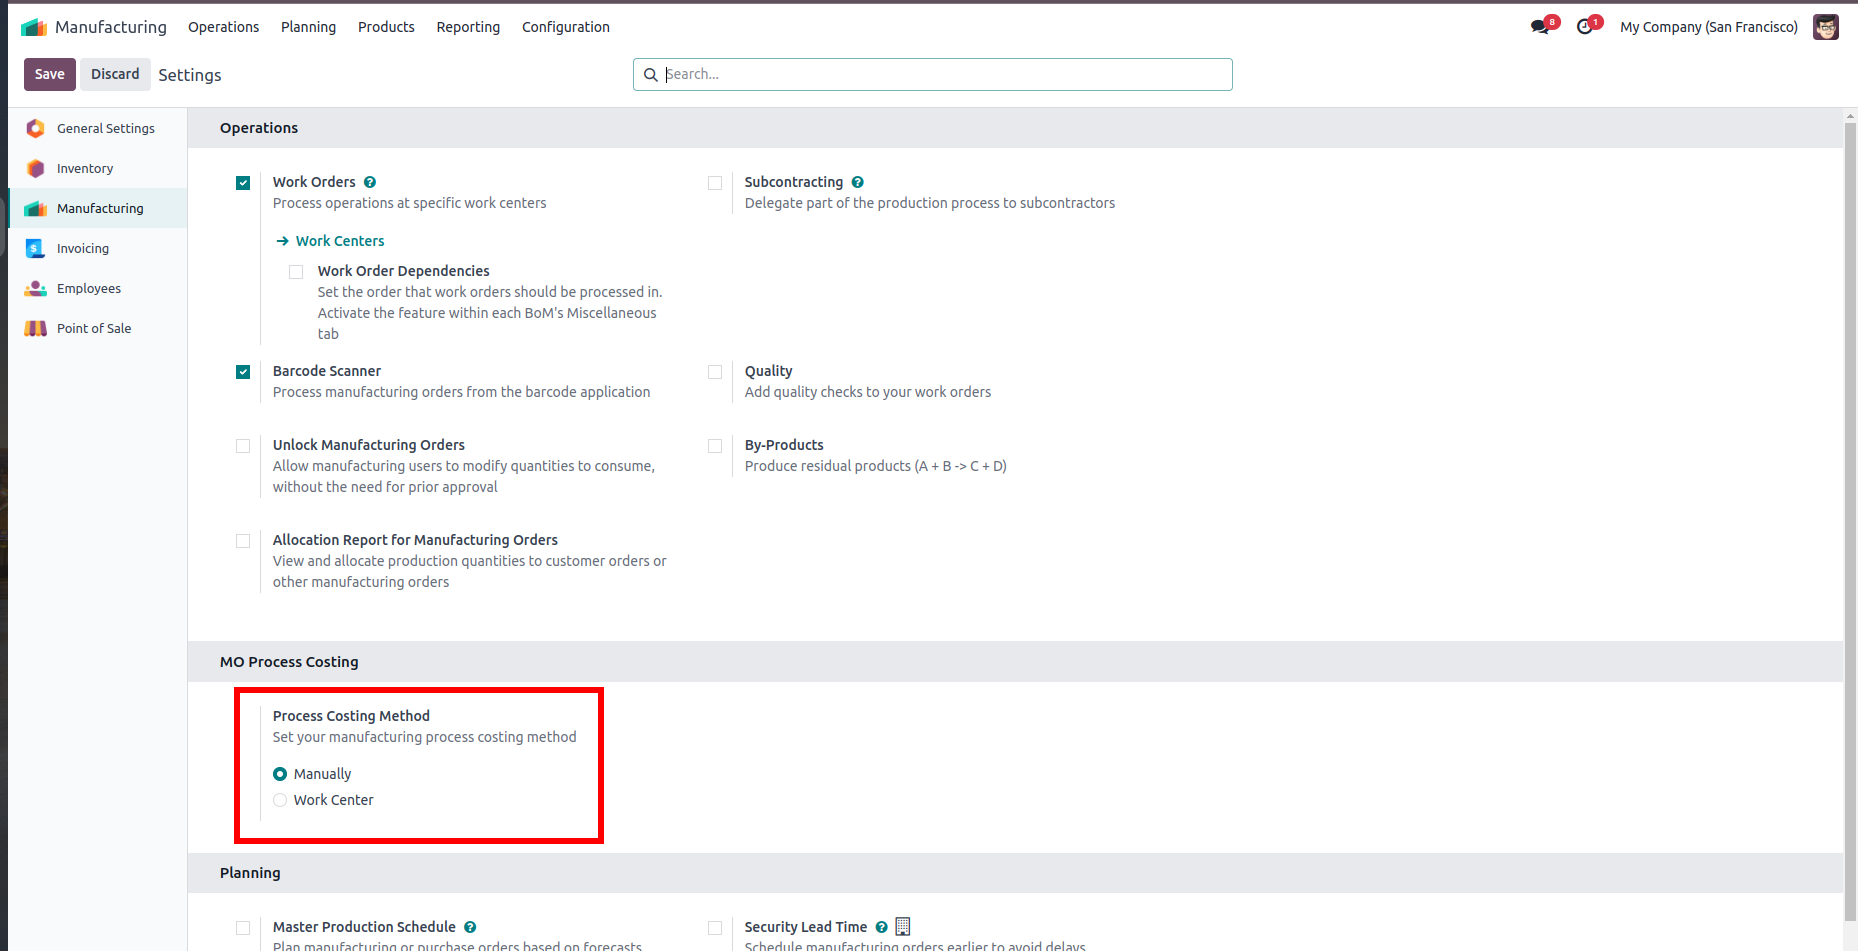 Manufacturing Operations Planning Products Reporting Configuration 8 1 My Company (San Francisco)
Save Discard Settings Search...
General Settings
Inventory
Manufacturing
Invoicing
Employees
Point of Sale
Operations
Work Orders ?
Process operations at specific work centers
Work Centers
Work Order Dependencies
Set the order that work orders should be processed in.
Activate the feature within each BoM's Miscellaneous
tab
Subcontracting ?
Delegate part of the production process to subcontractors
Barcode Scanner
Process manufacturing orders from the barcode application
Quality
Add quality checks to your work orders
Unlock Manufacturing Orders
Allow manufacturing users to modify quantities to consume,
without the need for prior approval
By-Products
Produce residual products (A + B -> C + D)
Allocation Report for Manufacturing Orders
View and allocate production quantities to customer orders or
other manufacturing orders
MO Process Costing
Process Costing Method
Set your manufacturing process costing method
Manually
Work Center
Planning
Master Production Schedule ?
Plan manufacturing or purchase orders based on forecasts
Security Lead Time ?
Schedule manufacturing orders earlier to avoid delays